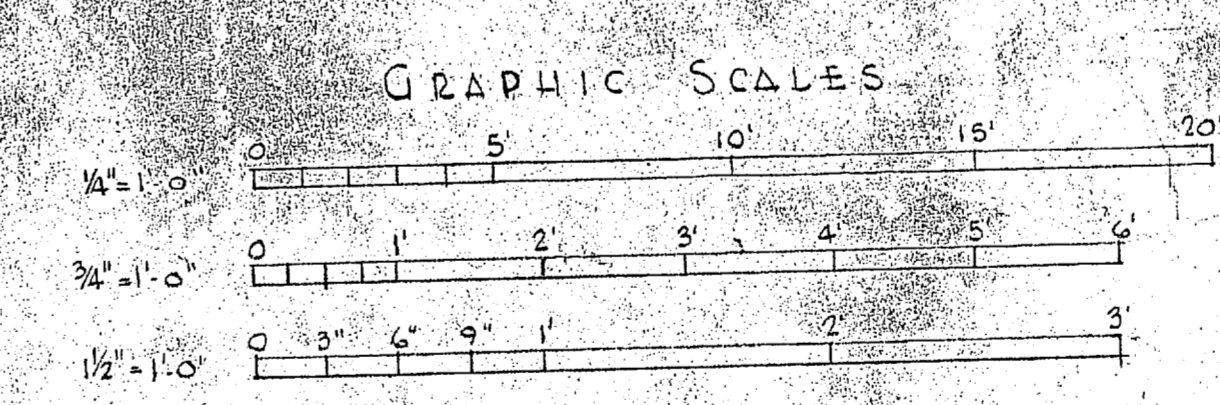 GRAPHIC SCALES
0 5' 10' 15' 20'
1/4" = 1'-0"
0 1' 2' 3' 4' 5' 6'
3/4" = 1'-0"
0 3" 6" 9" 1' 2' 3'
1 1/2" = 1'-0"